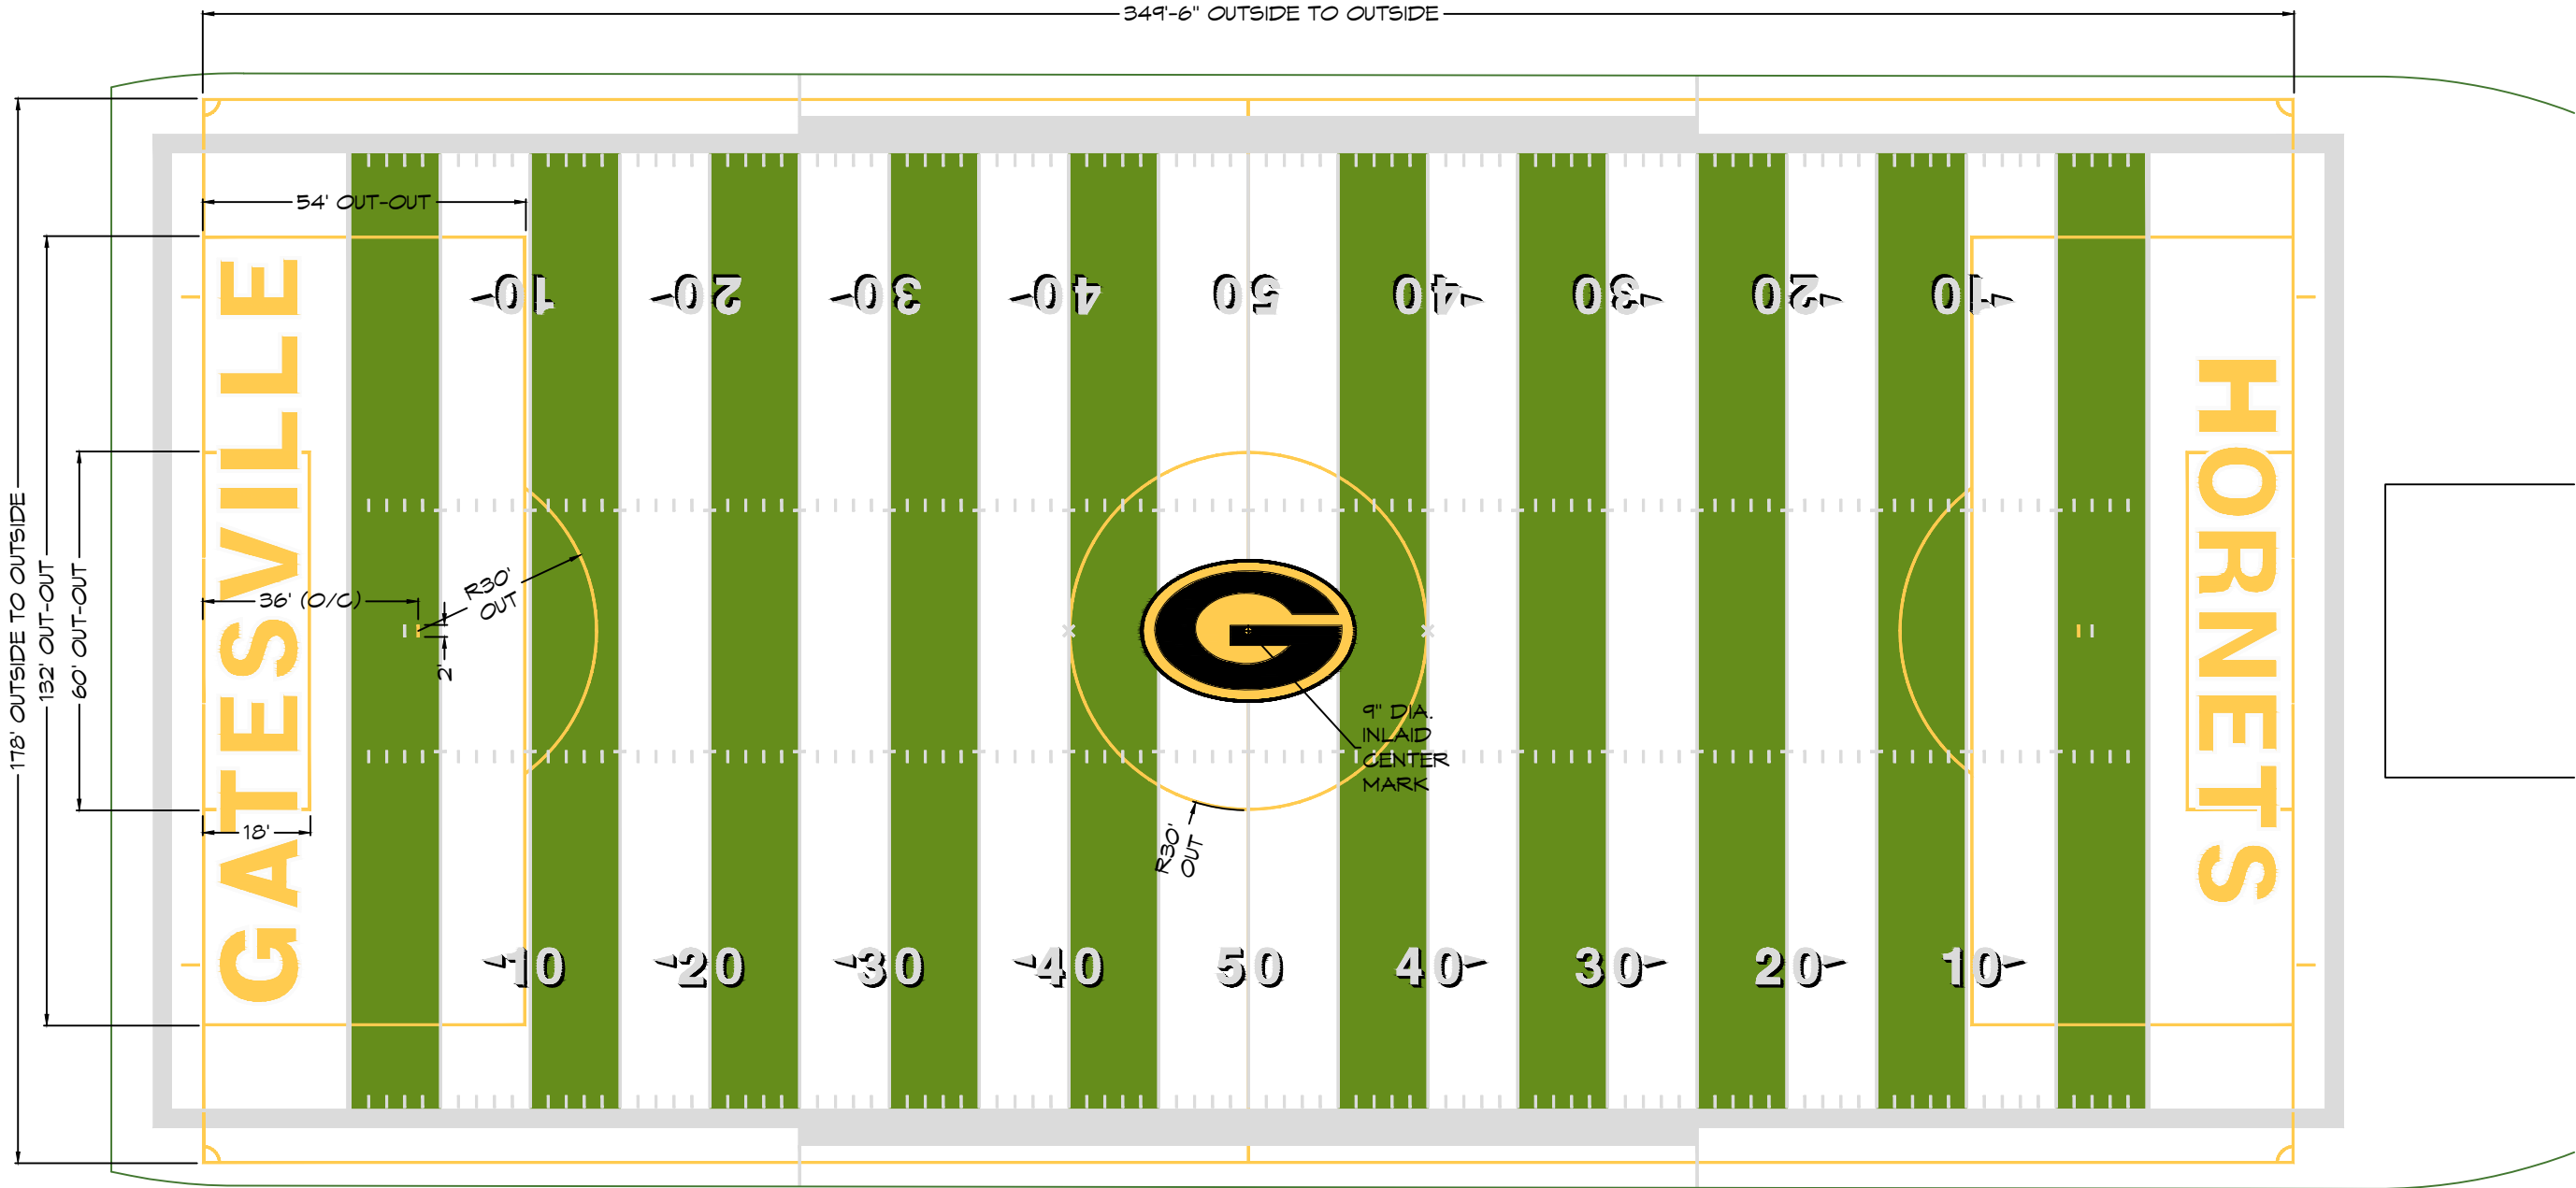 349'-6" OUTSIDE TO OUTSIDE
54' OUT-OUT
10 20 30 40 50 40 30 20 10
178' OUTSIDE TO OUTSIDE
132' OUT-OUT
60' OUT-OUT
GATESVILLE
HORNETS
36' (O/C)
R30'
OUT
2'
G
9" DIA.
INLAID
CENTER
MARK
18'
R30'
OUT
10 20 30 40 50 40 30 20 10